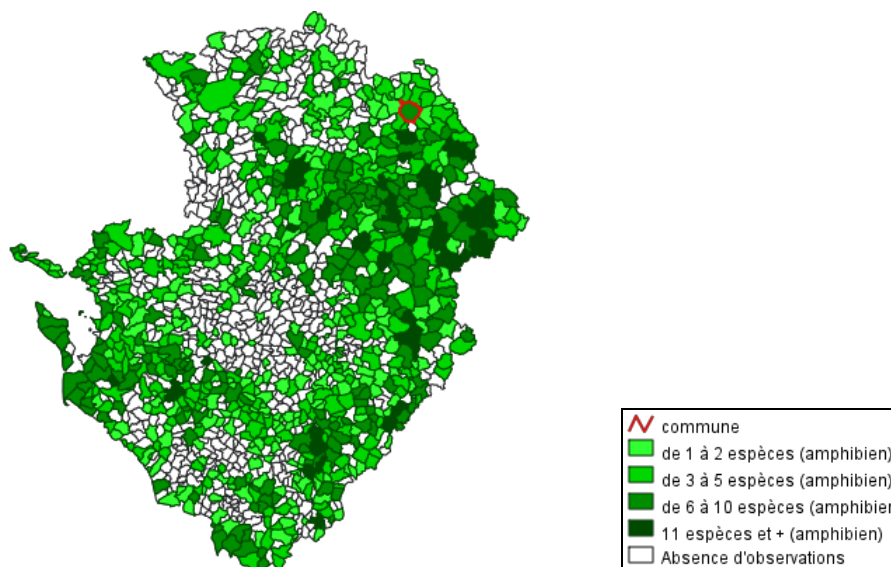 commune
de 1 à 2 espèces (amphibien)
de 3 à 5 espèces (amphibien)
de 6 à 10 espèces (amphibier
11 espèces et + (amphibien)
Absence d'observations